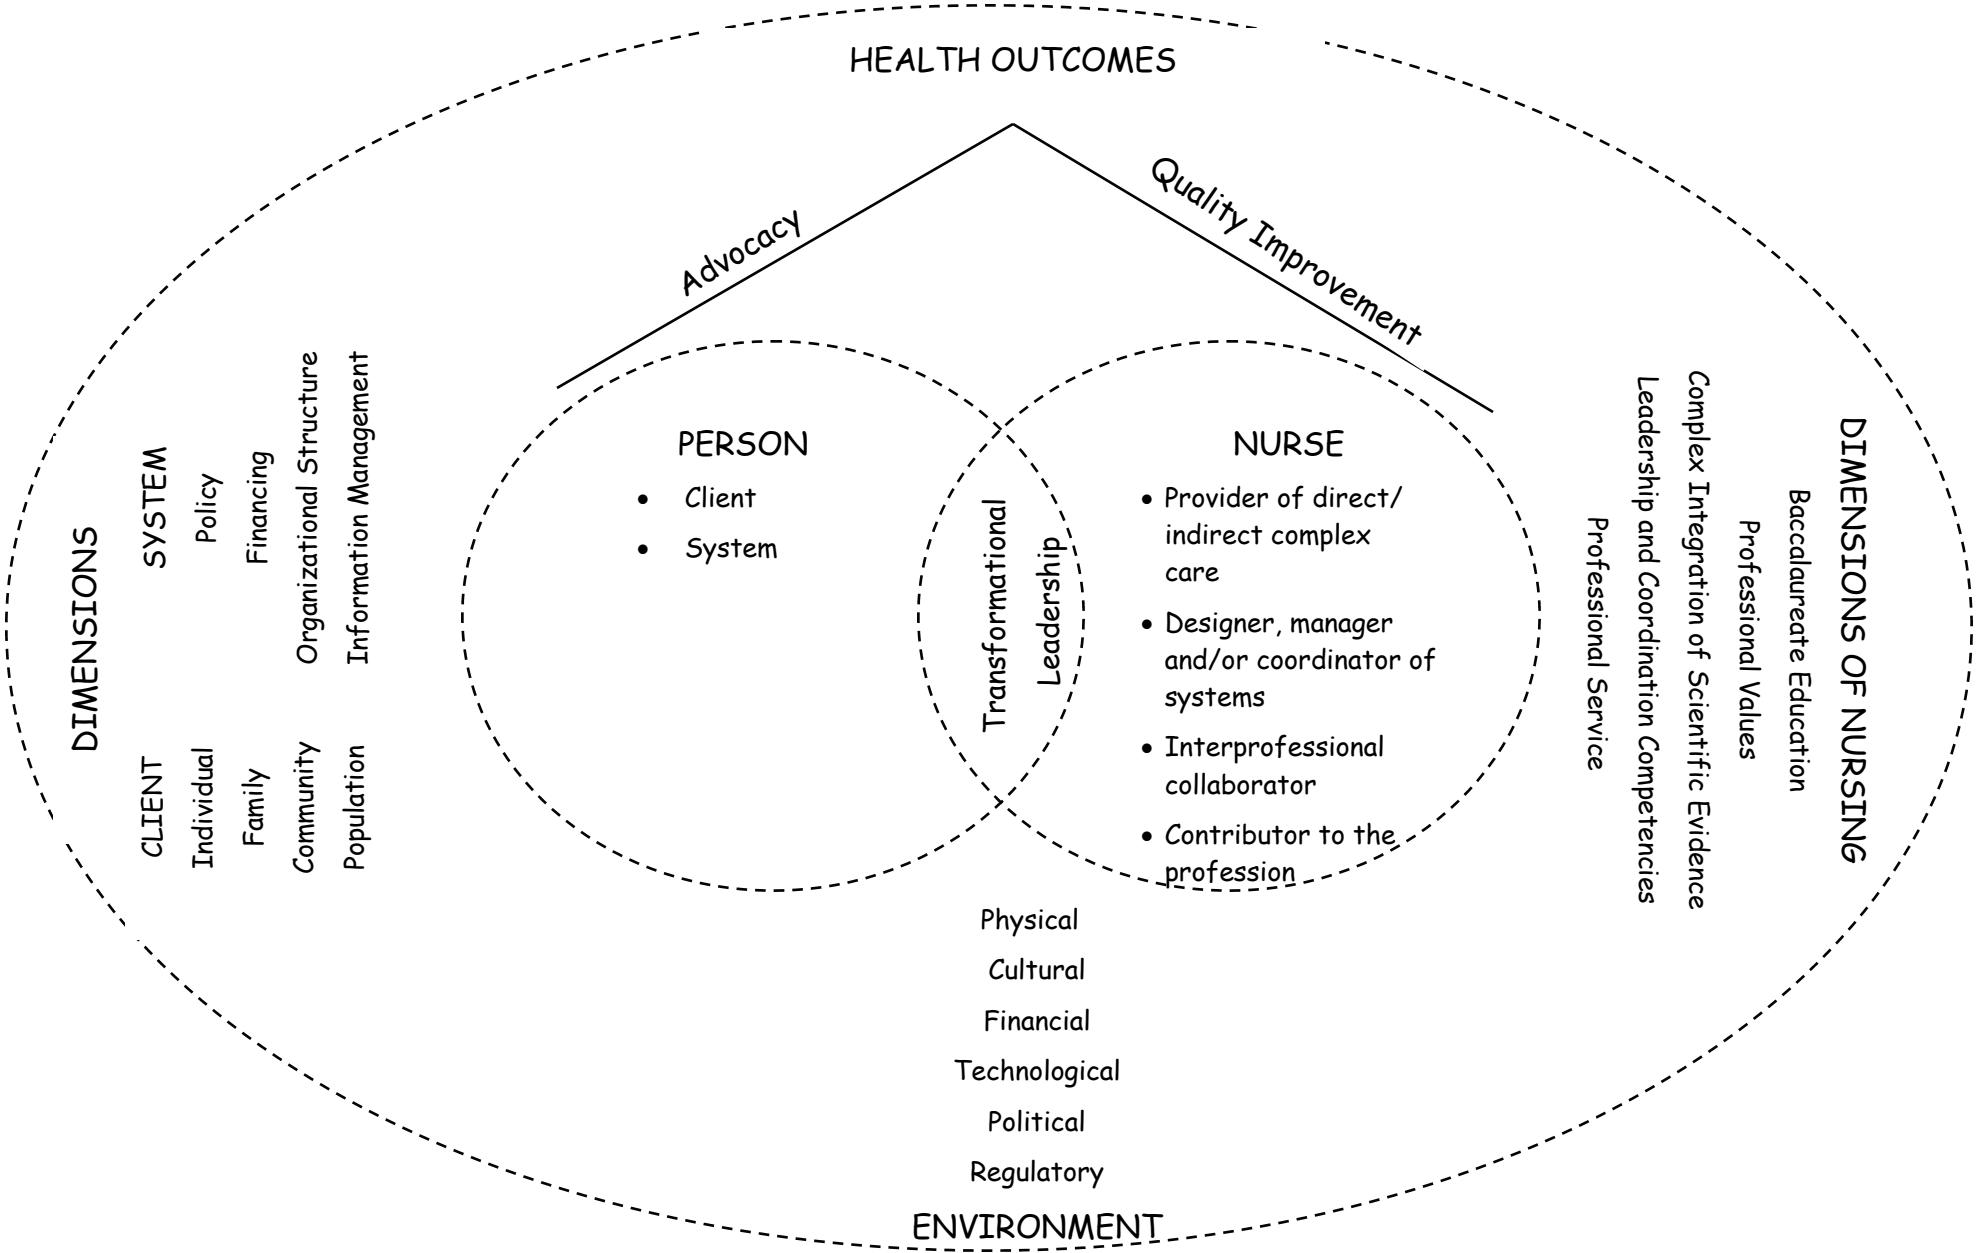 HEALTH OUTCOMES
Advocacy
Quality Improvement
DIMENSIONS
SYSTEM
Policy
Financing
Organizational Structure
Information Management
CLIENT
Individual
Family
Community
Population
PERSON
• Client
• System
Transformational
Leadership
NURSE
• Provider of direct/
indirect complex
care
• Designer, manager
and/or coordinator of
systems
• Interprofessional
collaborator
• Contributor to the
profession
DIMENSIONS OF NURSING
Baccalaureate Education
Professional Values
Complex Integration of Scientific Evidence
Leadership and Coordination Competencies
Professional Service
Physical
Cultural
Financial
Technological
Political
Regulatory
ENVIRONMENT